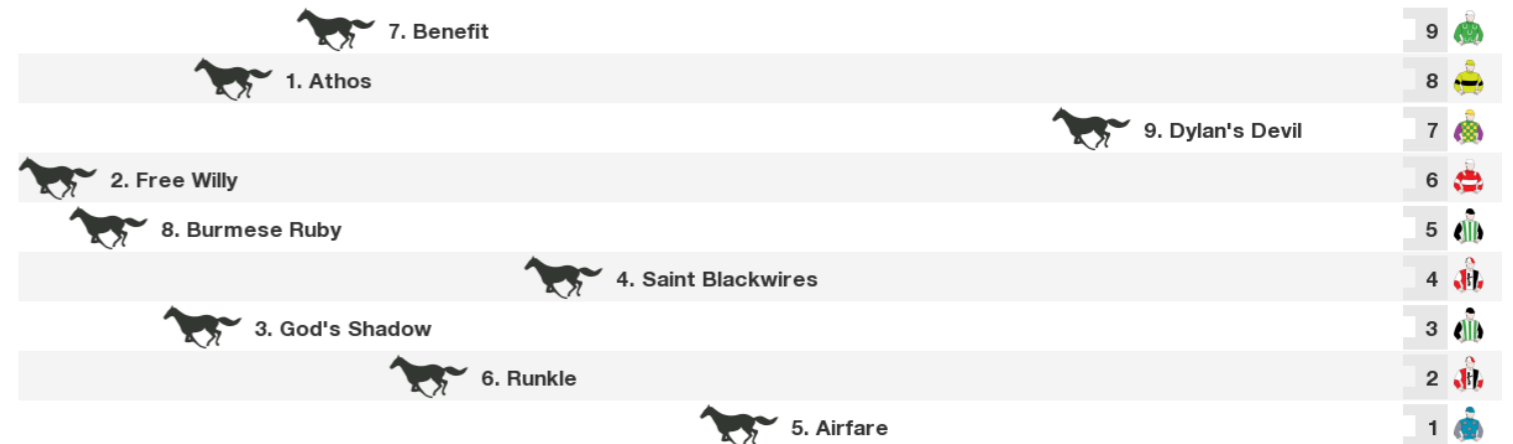 7. Benefit 9
1. Athos 8
9. Dylan's Devil 7
2. Free Willy 6
8. Burmese Ruby 5
4. Saint Blackwires 4
3. God's Shadow 3
6. Runkle 2
5. Airfare 1